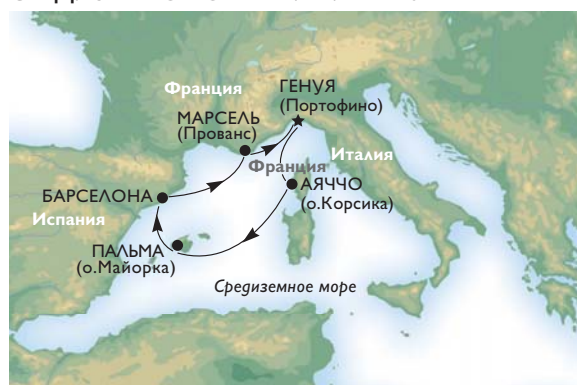 Франция
ГЕНУЯ
(Портофино)
МАРСЕЛЬ
(Прованс)
Франция
Италия
АЯЧЧО
(о.Корсика)
БАРСЕЛОНА
Испания
ПАЛЬМА
(о.Майорка)
Средиземное море